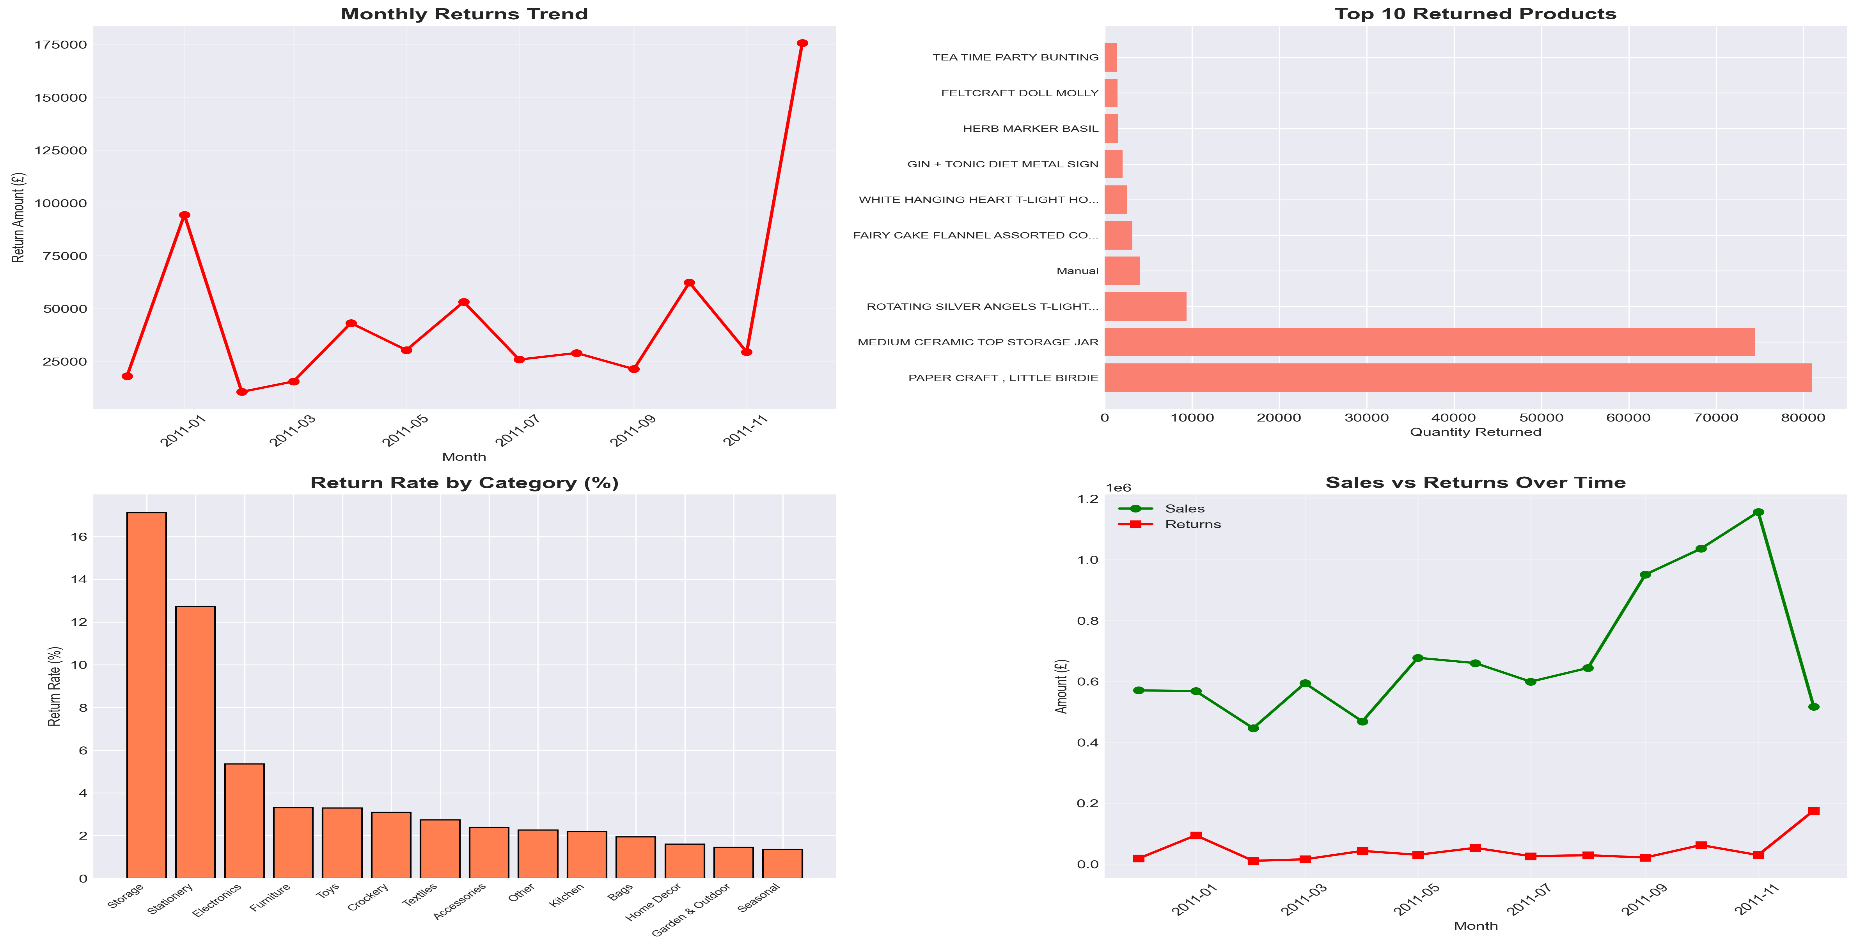 Monthly Returns Trend
175000
150000
125000
100000
75000
50000
25000
Return Amount (£)
2011-01
2011-03
2011-05
2011-07
2011-09
2011-11
Month
Top 10 Returned Products
TEA TIME PARTY BUNTING
FELTCRAFT DOLL MOLLY
HERB MARKER BASIL
GIN + TONIC DIET METAL SIGN
WHITE HANGING HEART T-LIGHT HO...
FAIRY CAKE FLANNEL ASSORTED CO...
Manual
ROTATING SILVER ANGELS T-LIGHT...
MEDIUM CERAMIC TOP STORAGE JAR
PAPER CRAFT , LITTLE BIRDIE
0 10000 20000 30000 40000 50000 60000 70000 80000
Quantity Returned
Return Rate by Category (%)
16
14
12
10
8
6
4
2
0
Return Rate (%)
Storage
Stationery
Electronics
Furniture
Toys
Crockery
Textiles
Accessories
Other
Kitchen
Bags
Home Decor
Garden & Outdoor
Seasonal
Sales vs Returns Over Time
1e6
1.2
1.0
0.8
0.6
0.4
0.2
0.0
Amount (£)
Sales
Returns
2011-01
2011-03
2011-05
2011-07
2011-09
2011-11
Month